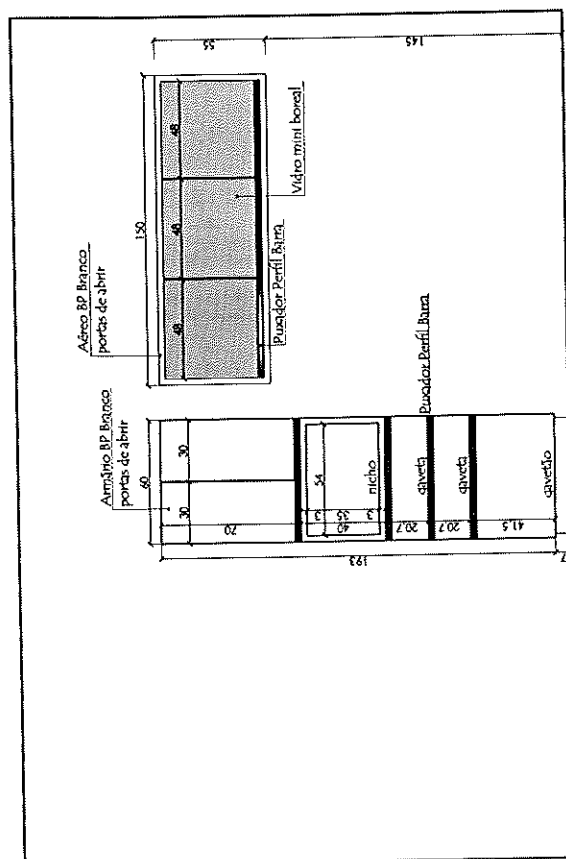 Aéreo BP Branco
portas de abrir
150
55
145
48
48
48
Vidro mini boreal
Puxador Perfil Barra
Armário BP Branco
portas de abrir
60
30
30
70
193
54
3
35
3
40
nicho
Puxador Perfil Barra
20.7
gaveta
20.7
gaveta
41.5
gavetão
7